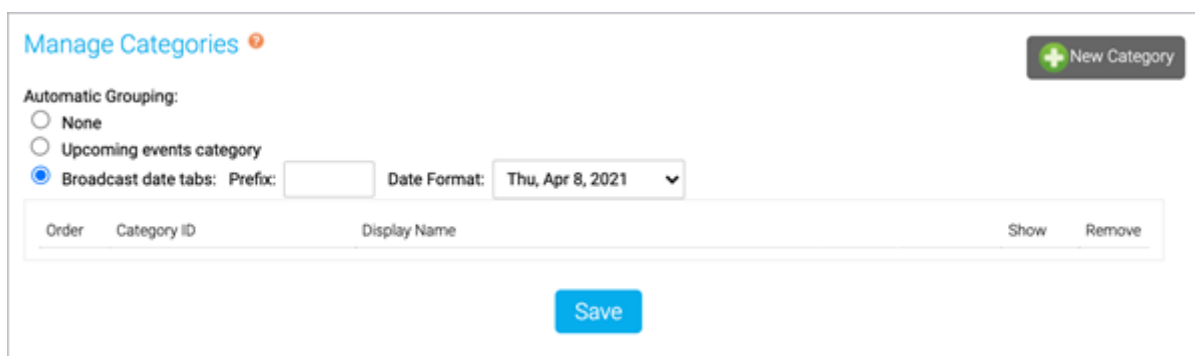 Manage Categories ?
New Category
Automatic Grouping:
None
Upcoming events category
Broadcast date tabs: Prefix: Date Format: Thu, Apr 8, 2021
Order Category ID Display Name Show Remove
Save